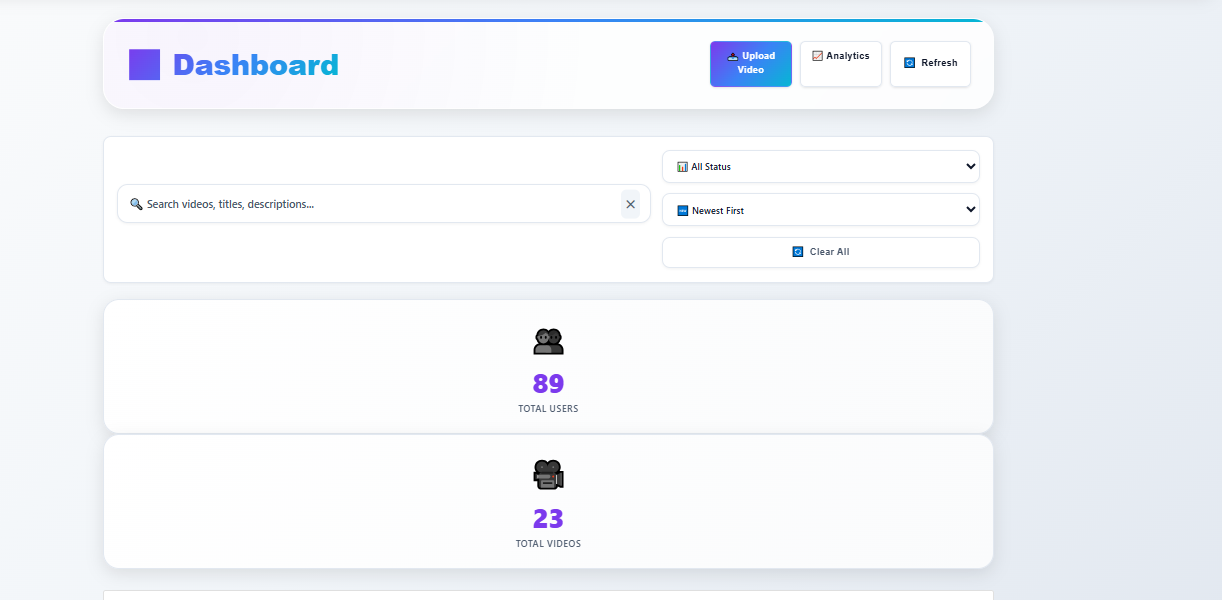 Dashboard
Upload
Video
Analytics
Refresh
Search videos, titles, descriptions...
All Status
Newest First
Clear All
89
TOTAL USERS
23
TOTAL VIDEOS